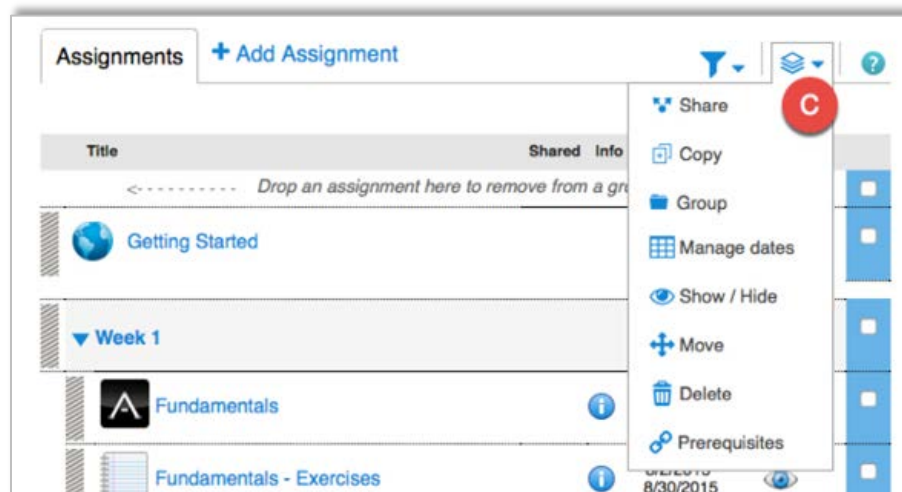 Assignments + Add Assignment
?
Share
C
Copy
Title Shared Info
<- - - - - - - - - - Drop an assignment here to remove from a
Group
Getting Started
Manage dates
Show / Hide
Week 1
Move
Fundamentals
Delete
Prerequisites
Fundamentals - Exercises
8/30/2015